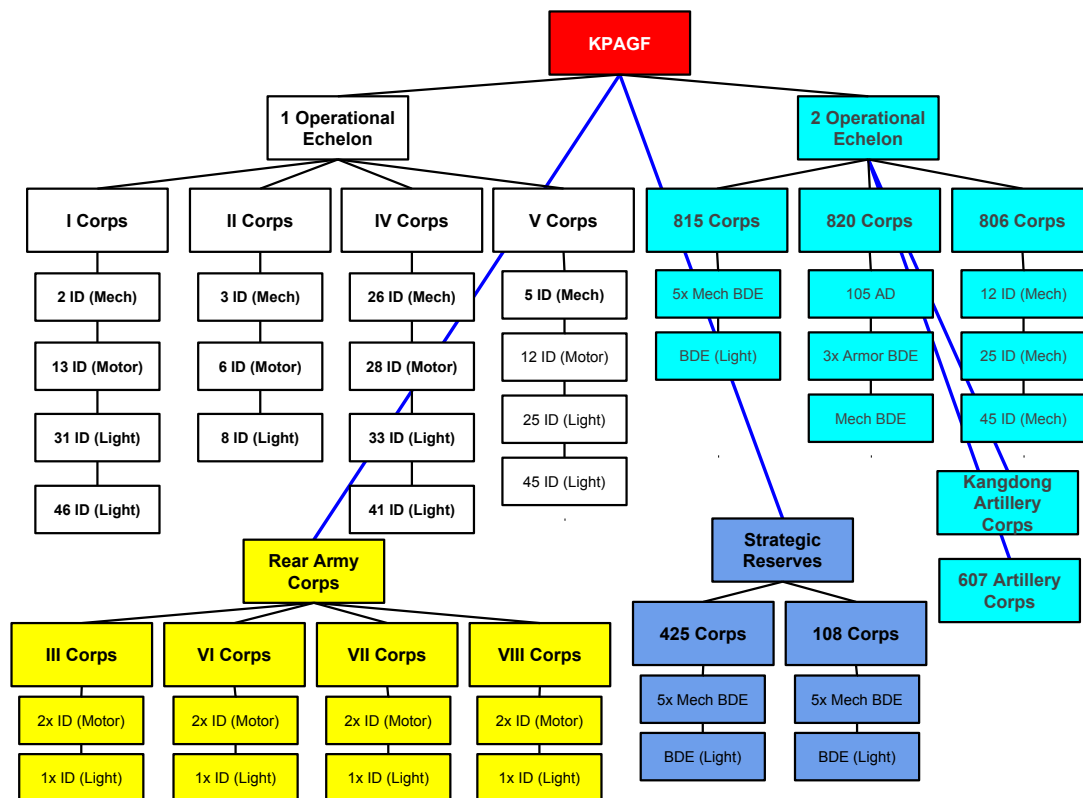 KPAGF
1 Operational
Echelon
2 Operational
Echelon
I Corps
II Corps
IV Corps
V Corps
815 Corps
820 Corps
806 Corps
2 ID (Mech)
3 ID (Mech)
26 ID (Mech)
5 ID (Mech)
5x Mech BDE
105 AD
12 ID (Mech)
13 ID (Motor)
6 ID (Motor)
28 ID (Motor)
12 ID (Motor)
BDE (Light)
3x Armor BDE
25 ID (Mech)
31 ID (Light)
8 ID (Light)
33 ID (Light)
25 ID (Light)
Mech BDE
45 ID (Mech)
46 ID (Light)
41 ID (Light)
45 ID (Light)
Kangdong
Artillery
Corps
607 Artillery
Corps
Rear Army
Corps
Strategic
Reserves
III Corps
VI Corps
VII Corps
VIII Corps
425 Corps
108 Corps
2x ID (Motor)
2x ID (Motor)
2x ID (Motor)
2x ID (Motor)
5x Mech BDE
5x Mech BDE
1x ID (Light)
1x ID (Light)
1x ID (Light)
1x ID (Light)
BDE (Light)
BDE (Light)